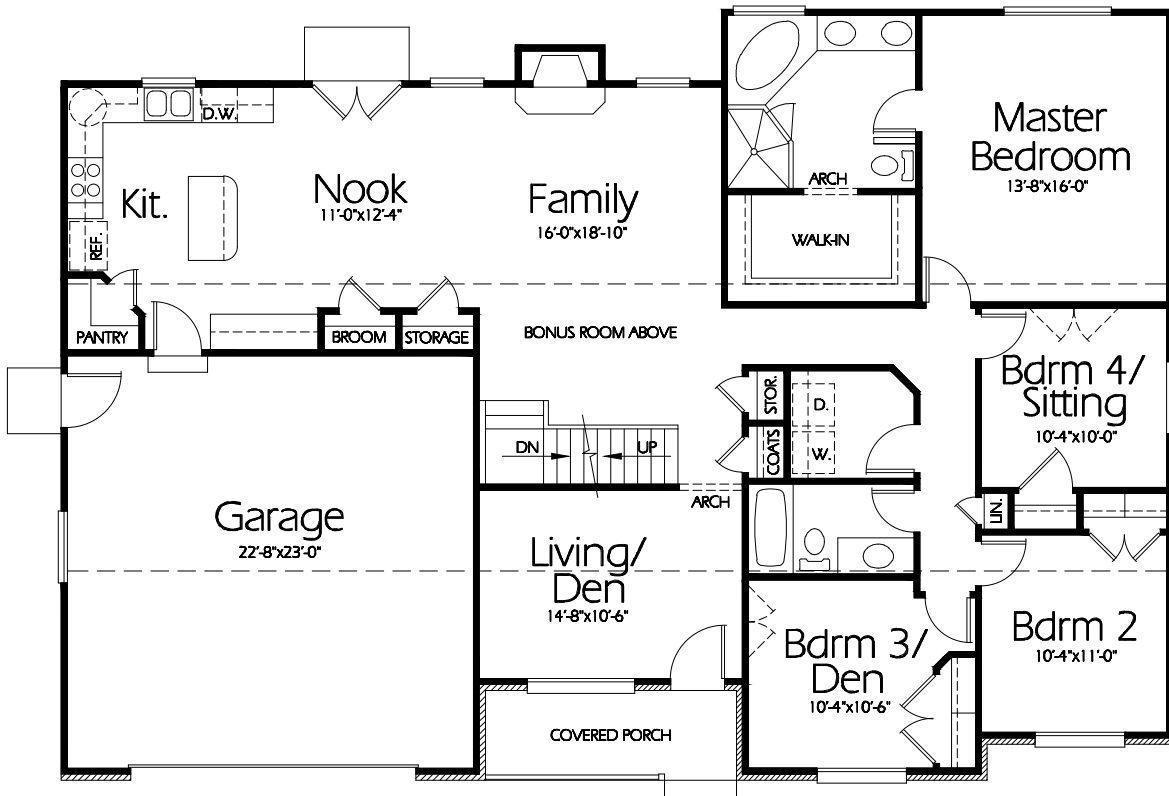 D.W.
Kit.
REF.
PANTRY
Nook
11'-0"x12'-4"
Family
16'-0"x18'-10"
ARCH
WALK-IN
Master
Bedroom
13'-8"x16'-0"
BROOM
STORAGE
BONUS ROOM ABOVE
STOR.
COATS
D.
W.
Bdrm 4/
Sitting
10'-4"x10'-0"
DN
UP
ARCH
LIN.
Garage
22'-8"x23'-0"
Living/
Den
14'-8"x10'-6"
Bdrm 3/
Den
10'-4"x10'-6"
Bdrm 2
10'-4"x11'-0"
COVERED PORCH